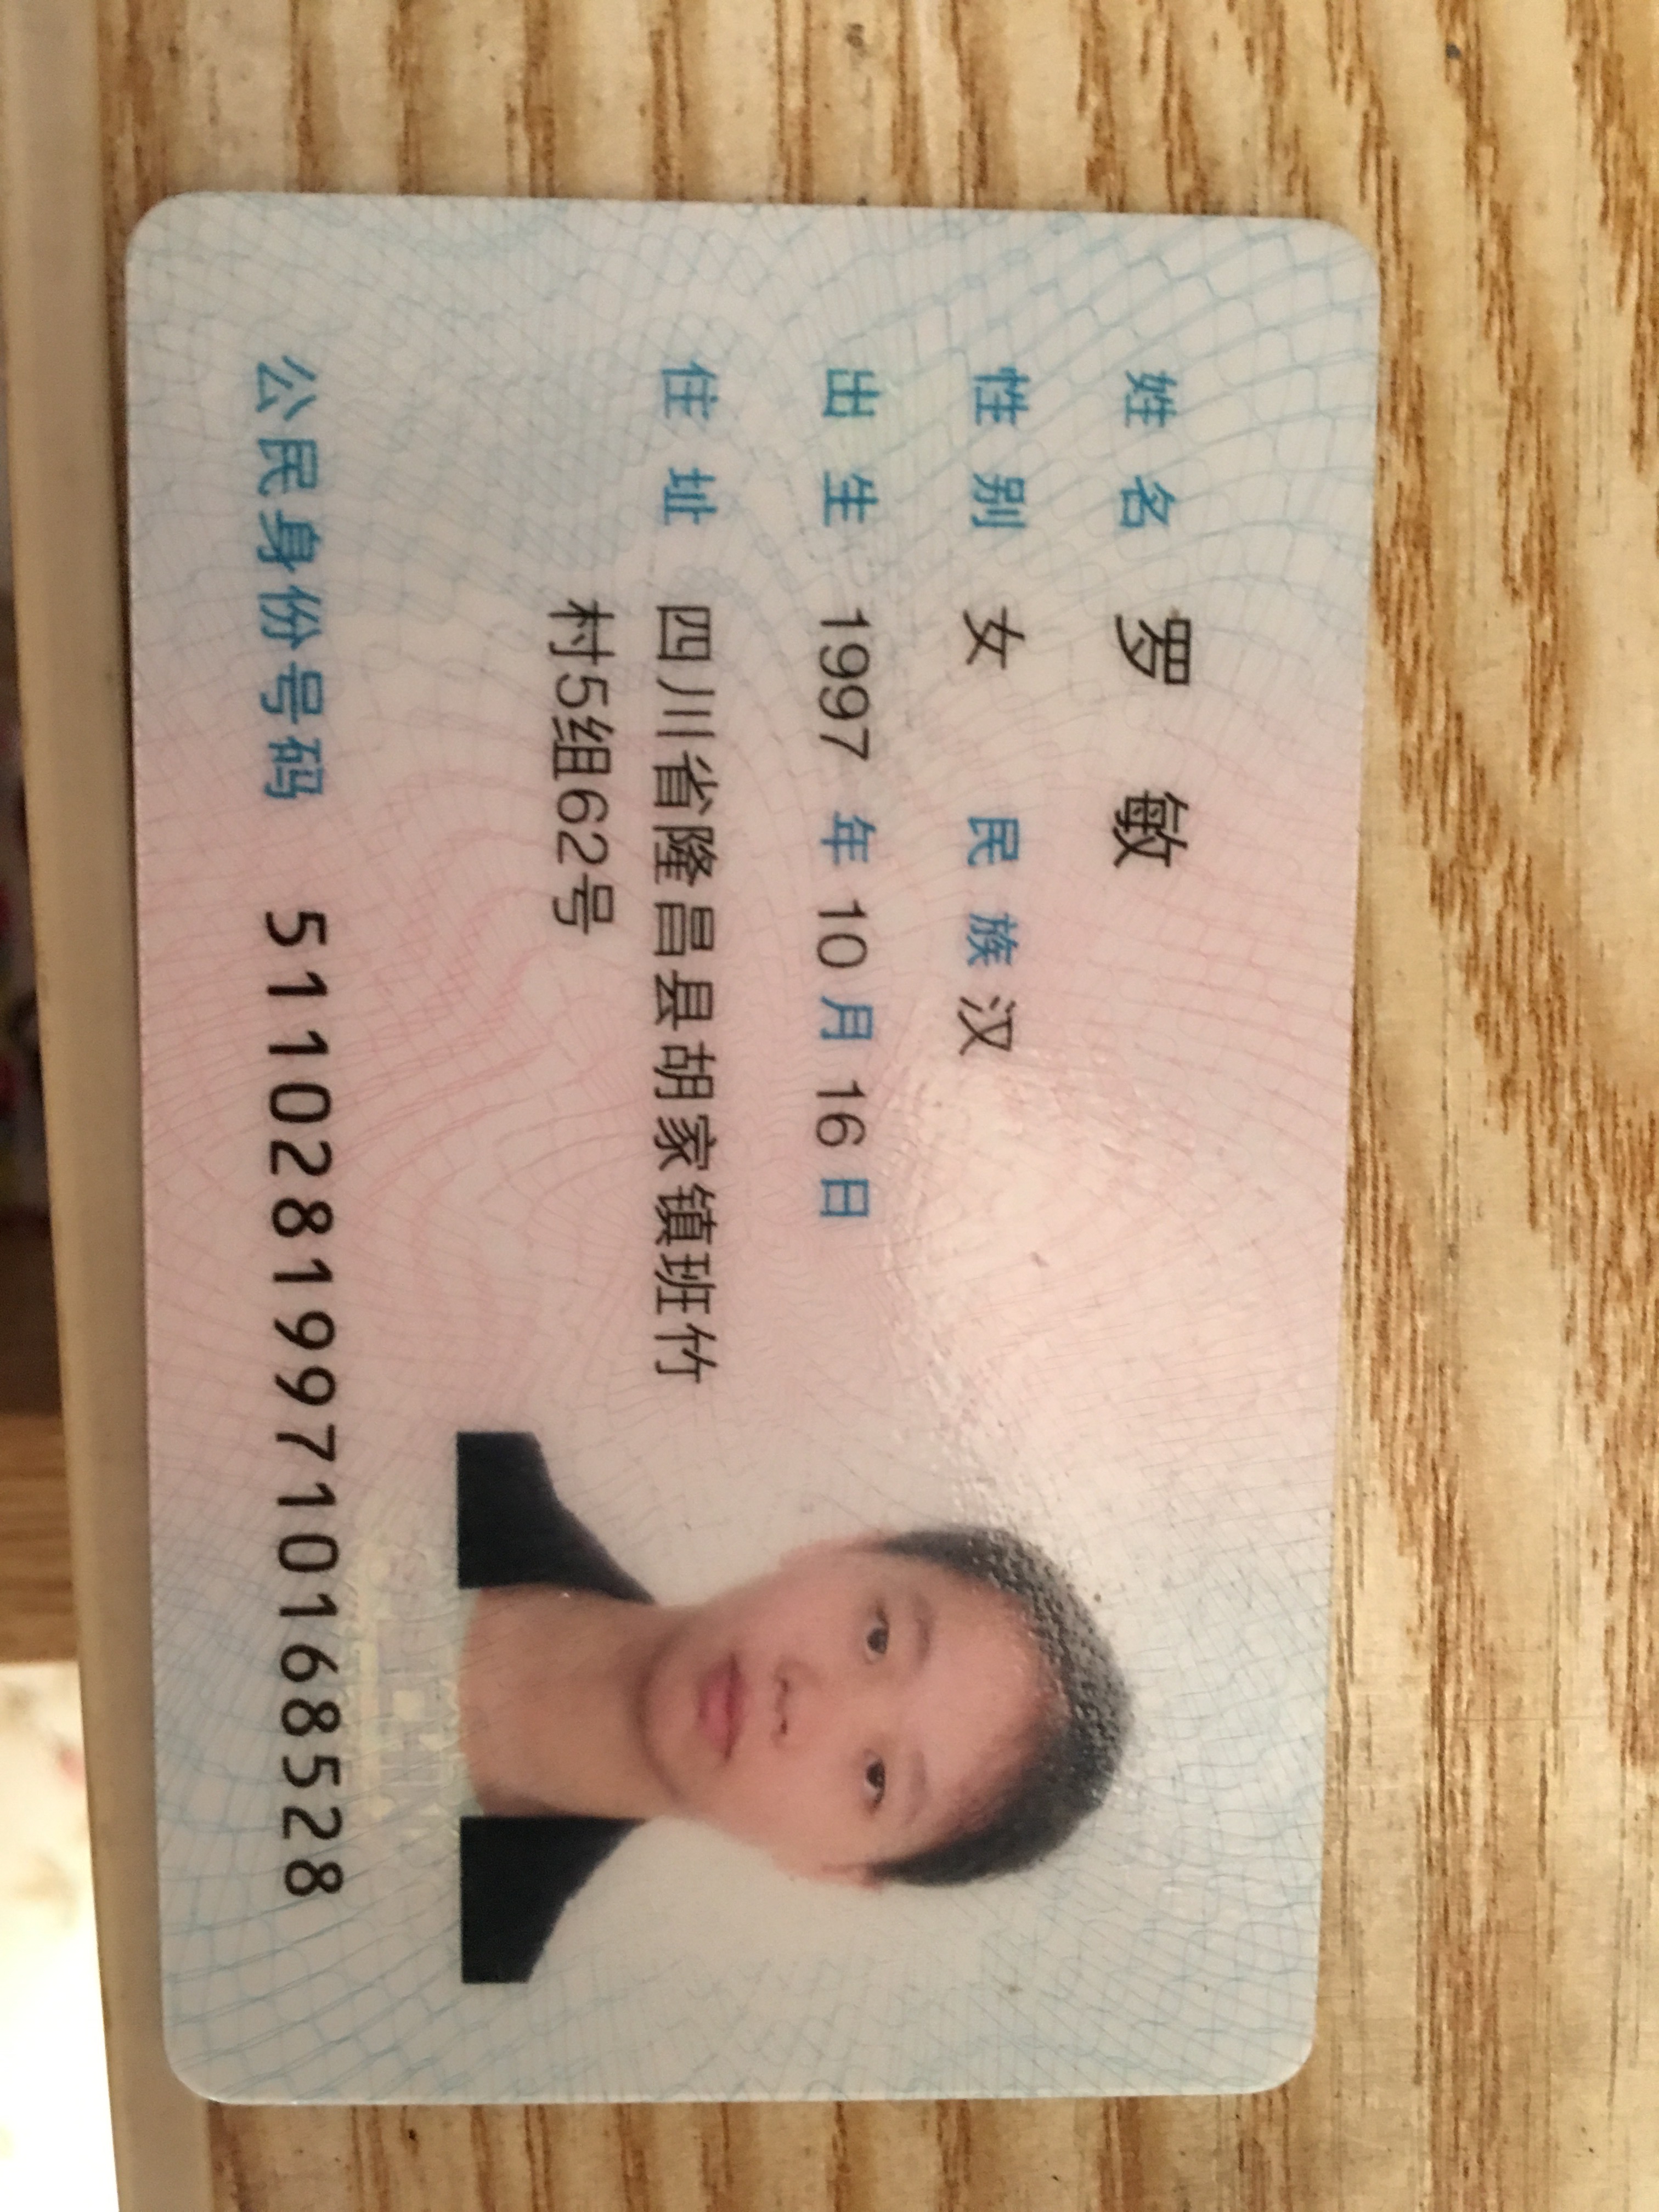 姓名 罗敏
性别 女 民族 汉
出生 1997 年 10 月 16 日
住址 四川省隆昌县胡家镇班竹
村5组62号
公民身份号码 511028199710168528